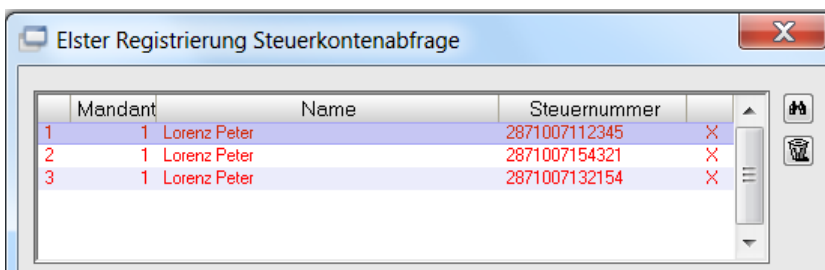 Elster Registrierung Steuerkontenabfrage
Mandant Name Steuernummer
1 1 Lorenz Peter 2871007112345 X
2 1 Lorenz Peter 2871007154321 X
3 1 Lorenz Peter 2871007132154 X